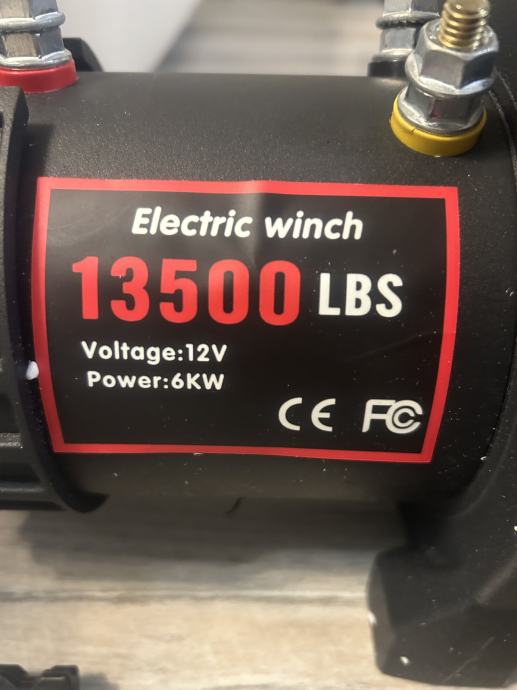 Electric winch
13500 LBS
Voltage:12V
Power:6KW
CE FC